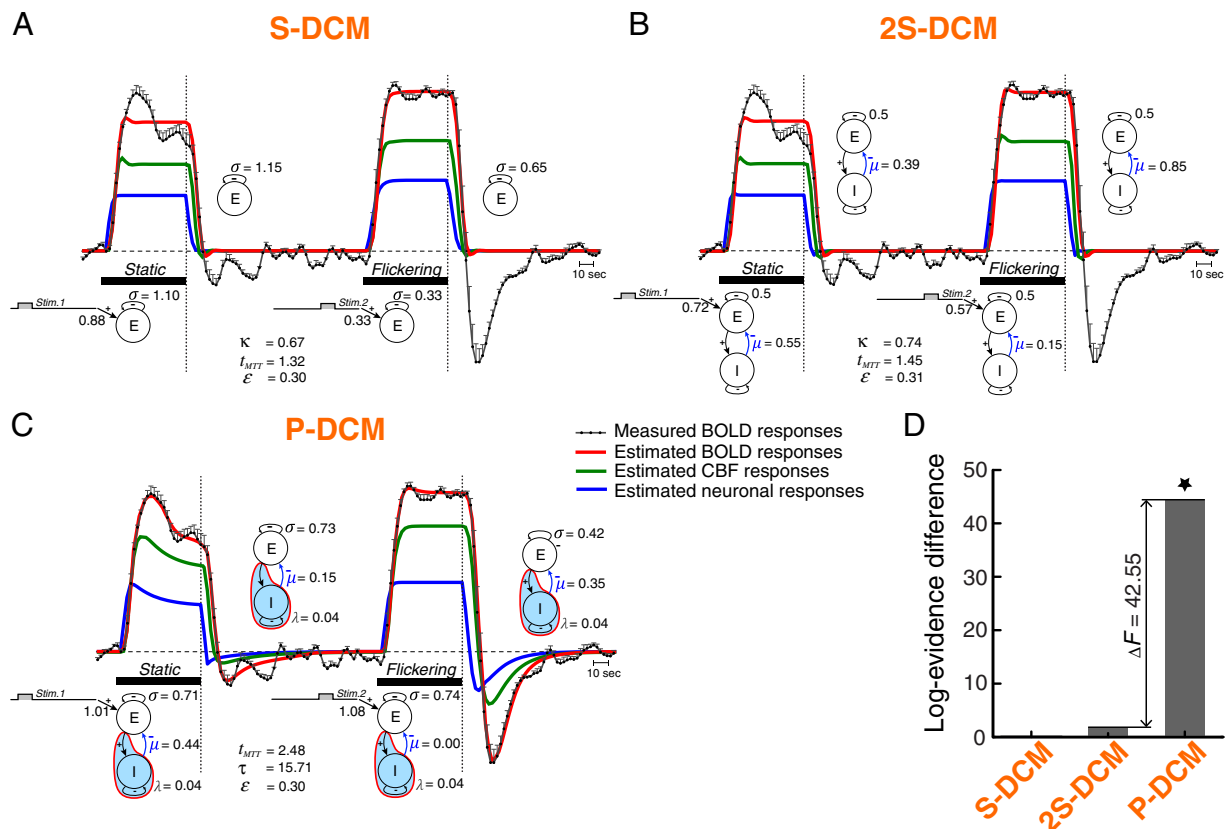 A
S-DCM
σ = 1.15
E
σ = 0.65
E
Static
Flickering
10 sec
Stim.1
+
0.88
σ = 1.10
E
Stim.2
+
0.33
σ = 0.33
E
κ = 0.67
tMTT = 1.32
ε = 0.30
B
2S-DCM
0.5
E
+
- μ = 0.39
I
0.5
E
+
- μ = 0.85
I
Static
Flickering
10 sec
Stim.1
+
0.72
0.5
E
+
- μ = 0.55
I
Stim.2
+
0.57
0.5
E
+
- μ = 0.15
I
κ = 0.74
tMTT = 1.45
ε = 0.31
C
P-DCM
Measured BOLD responses
Estimated BOLD responses
Estimated CBF responses
Estimated neuronal responses
σ = 0.73
E
+
- μ = 0.15
I
λ = 0.04
σ = 0.42
E
+
- μ = 0.35
I
λ = 0.04
Static
Flickering
10 sec
Stim.1
+
1.01
σ = 0.71
E
+
- μ = 0.44
I
λ = 0.04
Stim.2
+
1.08
σ = 0.74
E
+
- μ = 0.00
I
λ = 0.04
tMTT = 2.48
τ = 15.71
ε = 0.30
D
Log-evidence difference
50
40
30
20
10
0
ΔF = 42.55
★
S-DCM
2S-DCM
P-DCM